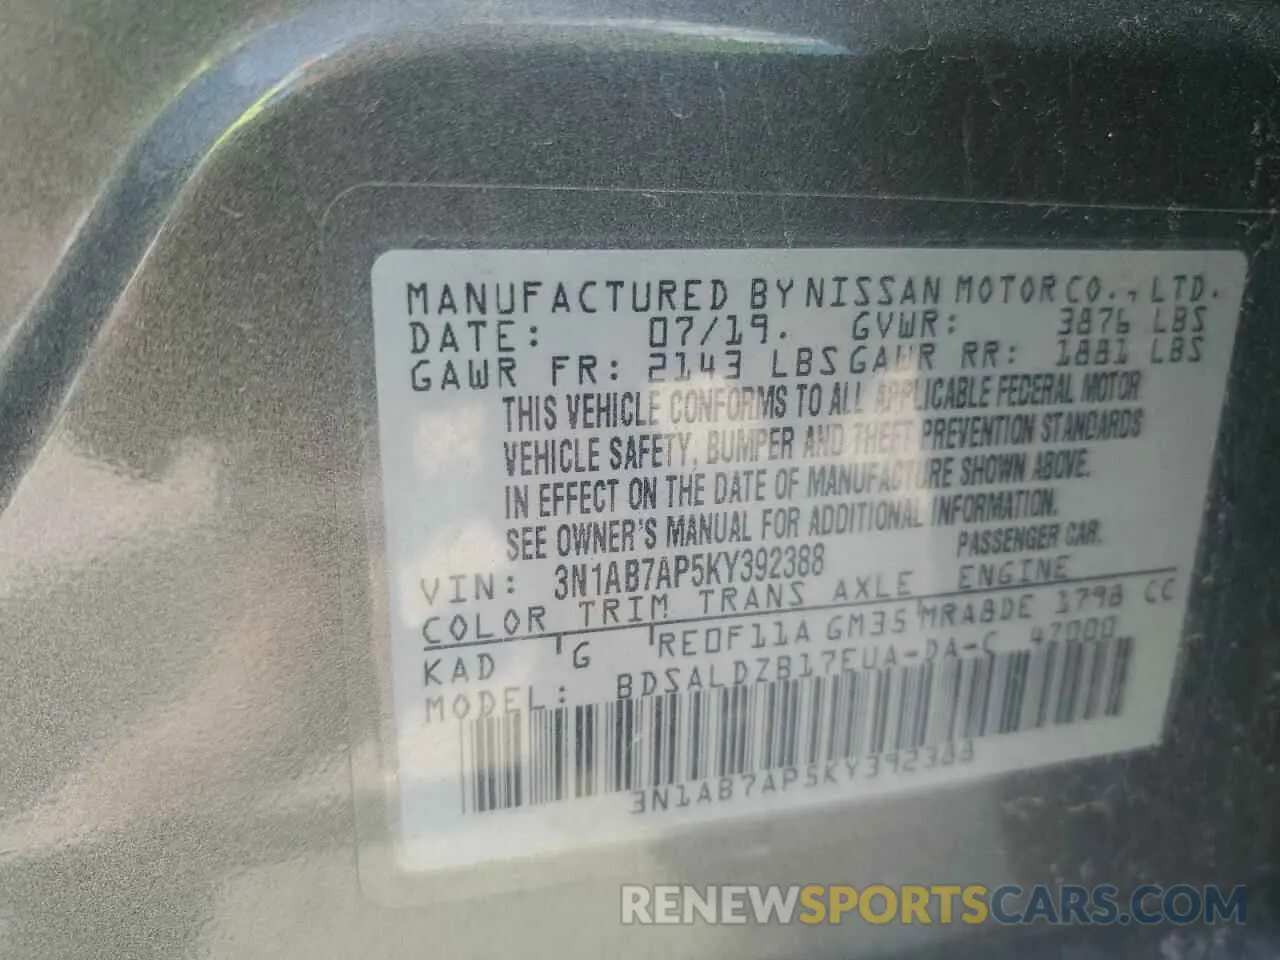 MANUFACTURED BY NISSAN MOTOR CO., LTD.
DATE: 07/19. GVWR: 3876 LBS
GAWR FR: 2143 LBS GAWR RR: 1881 LBS
THIS VEHICLE CONFORMS TO ALL APPLICABLE FEDERAL MOTOR
VEHICLE SAFETY, BUMPER AND THEFT PREVENTION STANDARDS
IN EFFECT ON THE DATE OF MANUFACTURE SHOWN ABOVE.
SEE OWNER'S MANUAL FOR ADDITIONAL INFORMATION.
VIN: 3N1AB7AP5KY392388 PASSENGER CAR.
COLOR TRIM TRANS AXLE ENGINE
KAD G RE0F11A GM35 MRA8DE 1798 CC
MODEL: BDSALDZB17EUA-DA-C 47000
3N1AB7AP5KY392388
RENEWSPORTSCARS.COM